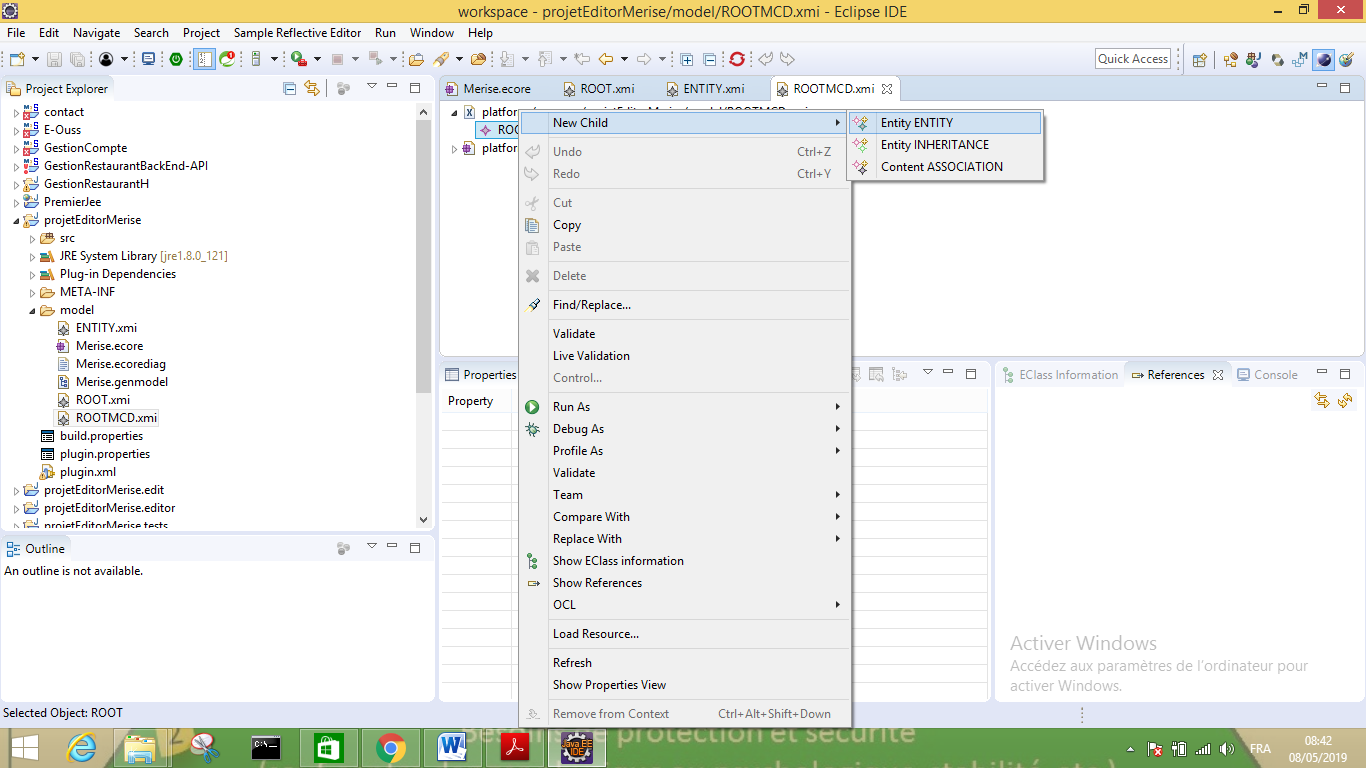 workspace - projetEditorMerise/model/ROOTMCD.xmi - Eclipse IDE
File Edit Navigate Search Project Sample Reflective Editor Run Window Help
Quick Access
Project Explorer
contact
E-Ouss
GestionCompte
GestionRestaurantBackEnd-API
GestionRestaurantH
PremierJee
projetEditorMerise
src
JRE System Library [jre1.8.0_121]
Plug-in Dependencies
META-INF
model
ENTITY.xmi
Merise.ecore
Merise.ecorediag
Merise.genmodel
ROOT.xmi
ROOTMCD.xmi
build.properties
plugin.properties
plugin.xml
projetEditorMerise.edit
projetEditorMerise.editor
projetEditorMerise.tests
Outline
An outline is not available.
Merise.ecore ROOT.xmi ENTITY.xmi ROOTMCD.xmi
platfor
ROO
platfor
New Child
Undo Ctrl+Z
Redo Ctrl+Y
Cut
Copy
Paste
Delete
Find/Replace...
Validate
Live Validation
Control...
Run As
Debug As
Profile As
Validate
Team
Compare With
Replace With
Show EClass information
Show References
OCL
Load Resource...
Refresh
Show Properties View
Remove from Context Ctrl+Alt+Shift+Down
Entity ENTITY
Entity INHERITANCE
Content ASSOCIATION
Properties
Property
EClass Information References Console
Activer Windows
Accédez aux paramètres de l'ordinateur pour
activer Windows.
Selected Object: ROOT
protection et sécurité
FRA
08:42
08/05/2019